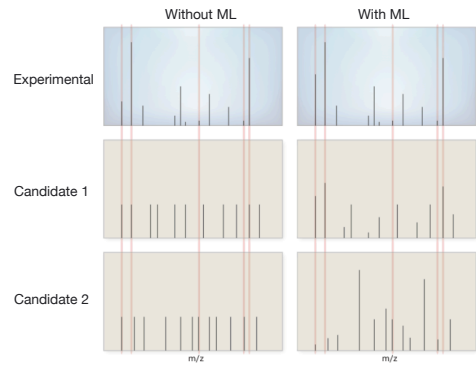 Without ML
With ML
Experimental
Candidate 1
Candidate 2
m/z
m/z